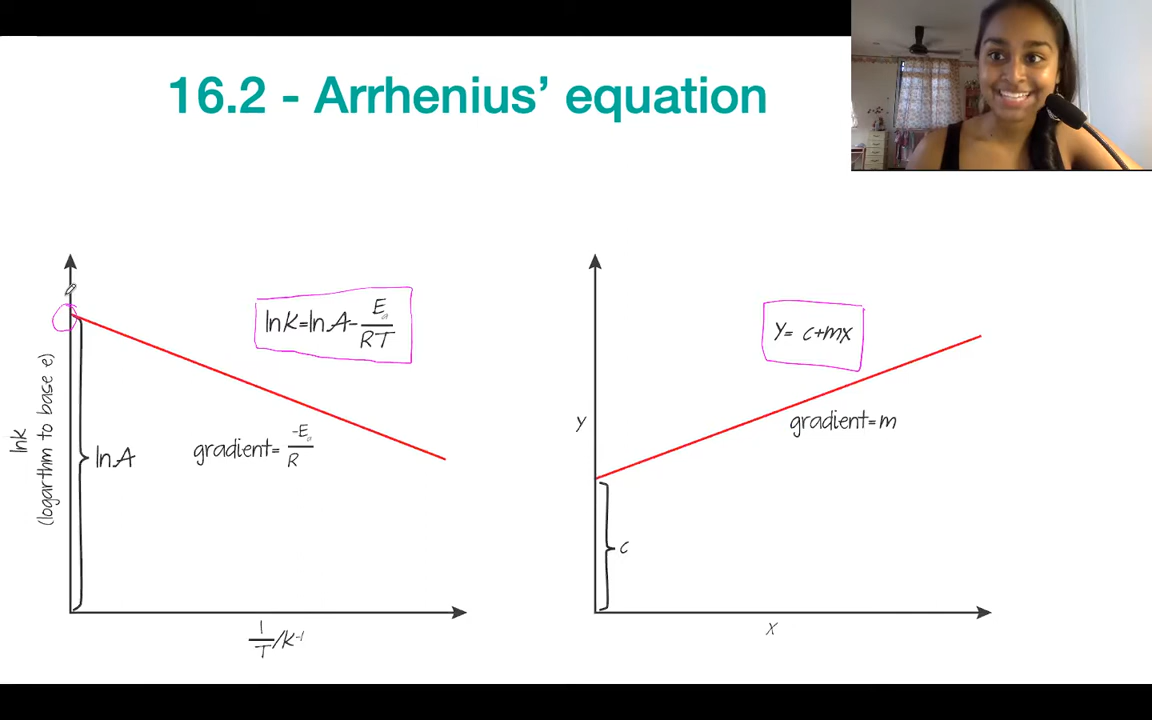 16.2 - Arrhenius’ equation
lnK=lnA-Ea/RT
lnK
(logarithm to base e)
lnA
gradient= -Ea/R
1/T /K⁻¹
Y= c+mx
Y
gradient=m
c
X